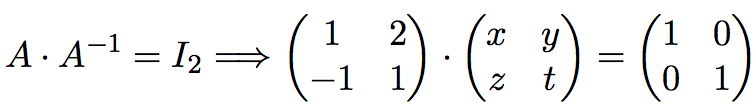 A · A⁻¹ = I₂ ⟹ \begin{pmatrix} 1 & 2 \\ -1 & 1 \end{pmatrix} · \begin{pmatrix} x & y \\ z & t \end{pmatrix} = \begin{pmatrix} 1 & 0 \\ 0 & 1 \end{pmatrix}